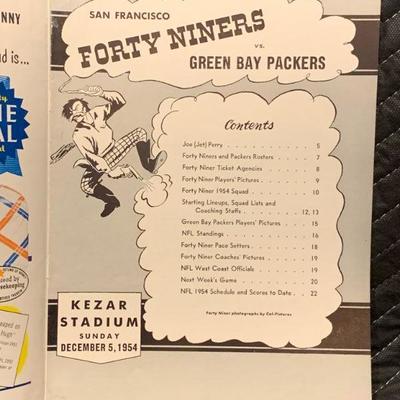 NNY
d is...
SAN FRANCISCO
FORTY NINERS
vs.
GREEN BAY PACKERS
Contents
Joe (Jet) Perry . . . . . 5
Forty Niners and Packers Rosters . . . 7
Forty Niner Ticket Agencies . . . 8
Forty Niner Players' Pictures . . . 9
Forty Niner 1954 Squad . . . 10
Starting Lineups, Squad Lists and
Coaching Staffs . . . 12, 13
Green Bay Packers Players' Pictures . . 15
NFL Standings . . . 16
Forty Niner Pace Setters . . . 18
Forty Niner Coaches' Pictures . . . 19
NFL West Coast Officials . . . 19
Next Week's Game . . . 20
NFL 1954 Schedule and Scores to Date . . 22
Forty Niner photographs by Cal-Pictures
KEZAR
STADIUM
SUNDAY
DECEMBER 5, 1954